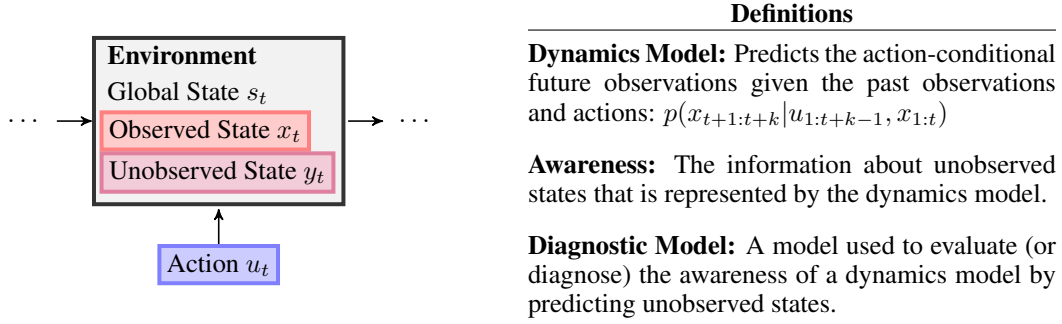 Environment
Global State s_t
· · ·
Observed State x_t
· · ·
Unobserved State y_t
Action u_t
Definitions
Dynamics Model: Predicts the action-conditional
future observations given the past observations
and actions: p(x_{t+1:t+k}|u_{1:t+k−1}, x_{1:t})
Awareness: The information about unobserved
states that is represented by the dynamics model.
Diagnostic Model: A model used to evaluate (or
diagnose) the awareness of a dynamics model by
predicting unobserved states.